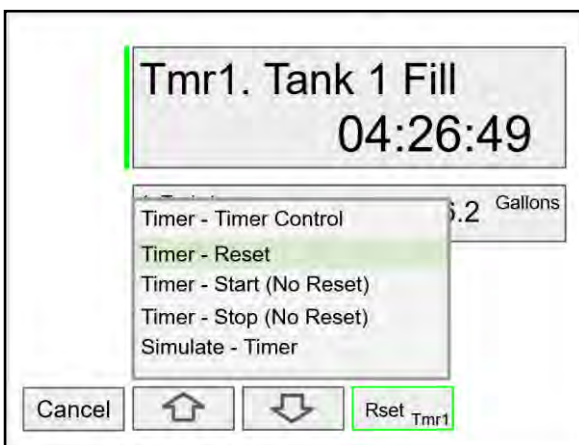 Tmr1. Tank 1 Fill
04:26:49
Gallons
Timer - Timer Control
Timer - Reset
Timer - Start (No Reset)
Timer - Stop (No Reset)
Simulate - Timer
Cancel
Rset Tmr1